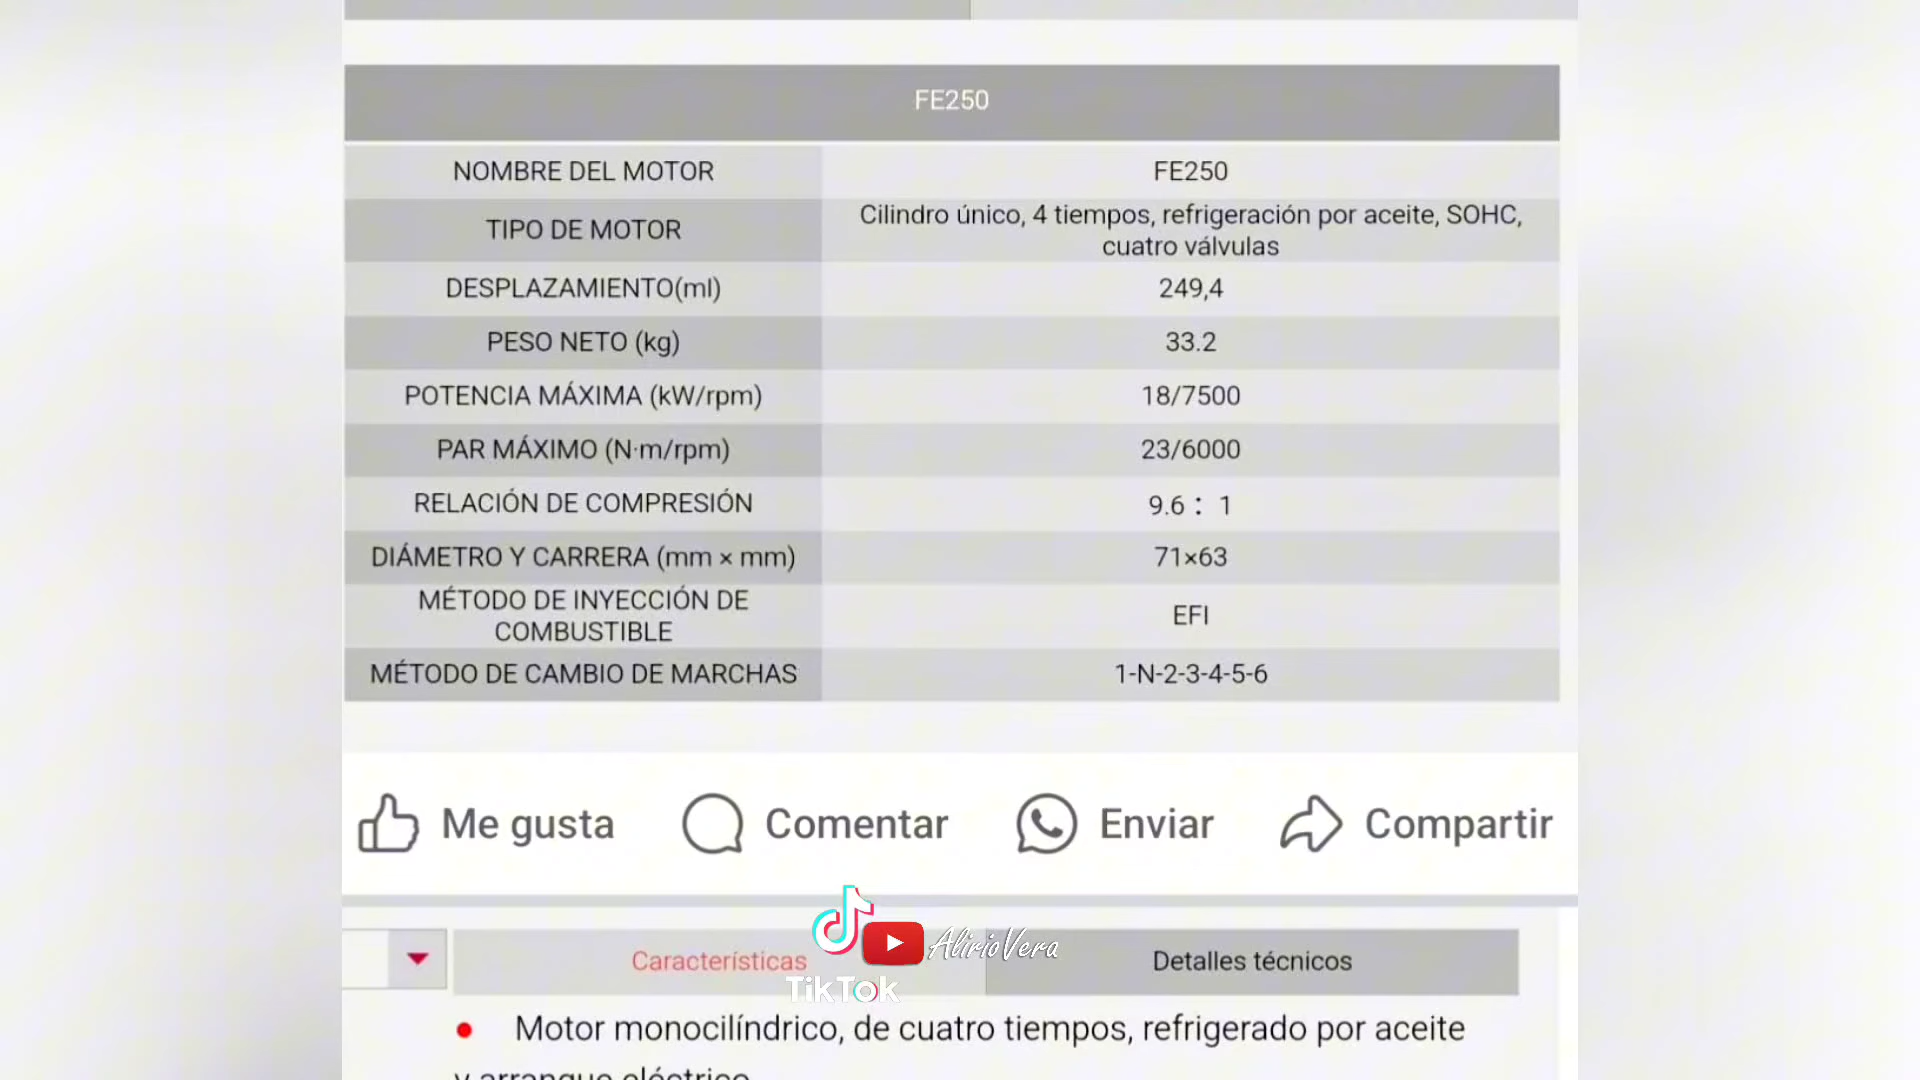 FE250
NOMBRE DEL MOTOR
FE250
TIPO DE MOTOR
Cilindro único, 4 tiempos, refrigeración por aceite, SOHC,
cuatro válvulas
DESPLAZAMIENTO(ml)
249,4
PESO NETO (kg)
33.2
POTENCIA MÁXIMA (kW/rpm)
18/7500
PAR MÁXIMO (N·m/rpm)
23/6000
RELACIÓN DE COMPRESIÓN
9.6： 1
DIÁMETRO Y CARRERA (mm × mm)
71×63
MÉTODO DE INYECCIÓN DE
COMBUSTIBLE
EFI
MÉTODO DE CAMBIO DE MARCHAS
1-N-2-3-4-5-6
Me gusta
Comentar
Enviar
Compartir
Características
AlirioVera
Detalles técnicos
TikTok
Motor monocilíndrico, de cuatro tiempos, refrigerado por aceite
y arranque eléctrico